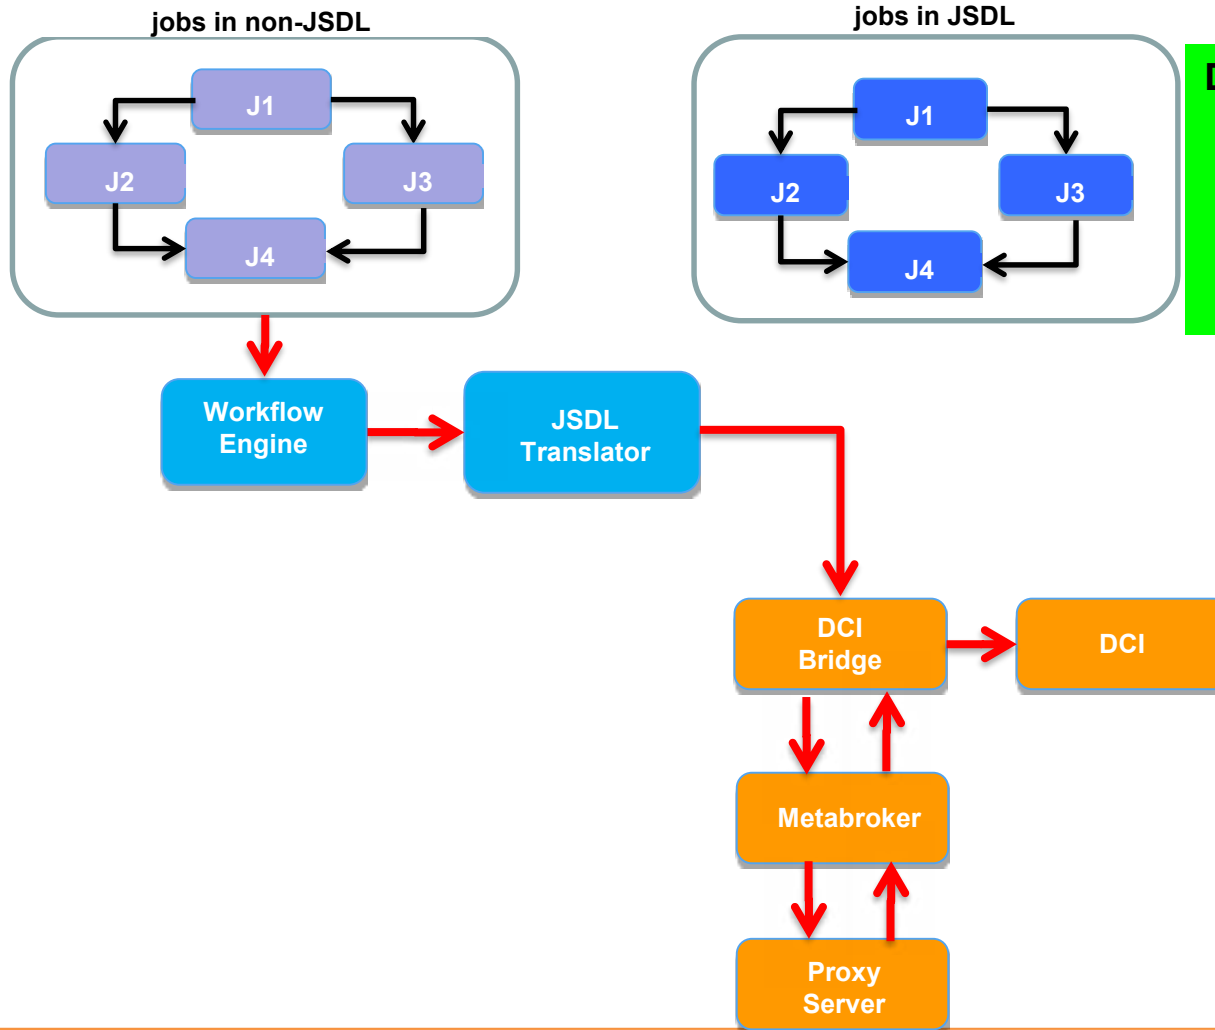 jobs in non-JSDL
jobs in JSDL
J1
J2
J3
J4
J1
J2
J3
J4
Workflow
Engine
JSDL
Translator
DCI
Bridge
DCI
Metabroker
Proxy
Server